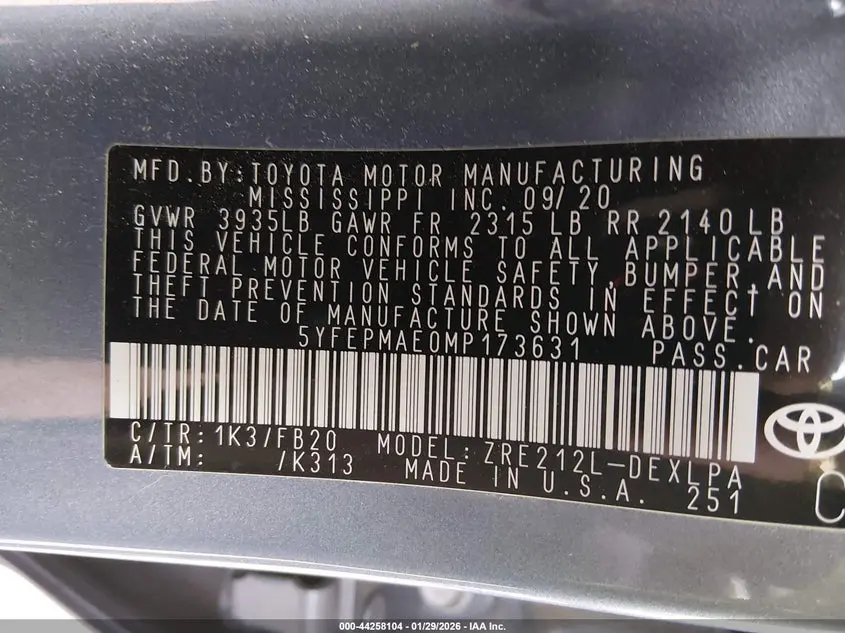 MFD.BY:TOYOTA MOTOR MANUFACTURING
MISSISSIPPI INC. 09/20
GVWR 3935LB GAWR FR 2315 LB RR 2140 LB
THIS VEHICLE CONFORMS TO ALL APPLICABLE
FEDERAL MOTOR VEHICLE SAFETY, BUMPER, AND
THEFT PREVENTION STANDARDS IN EFFECT ON
THE DATE OF MANUFACTURE SHOWN ABOVE.
5YFEPMAE0MP173631 PASS.CAR
C/TR: 1K3/FB20 MODEL: ZRE212L-DEXLPA
A/TM: /K313 MADE IN U.S.A. 251
C
000-44258104 - 01/29/2026 - IAA Inc.